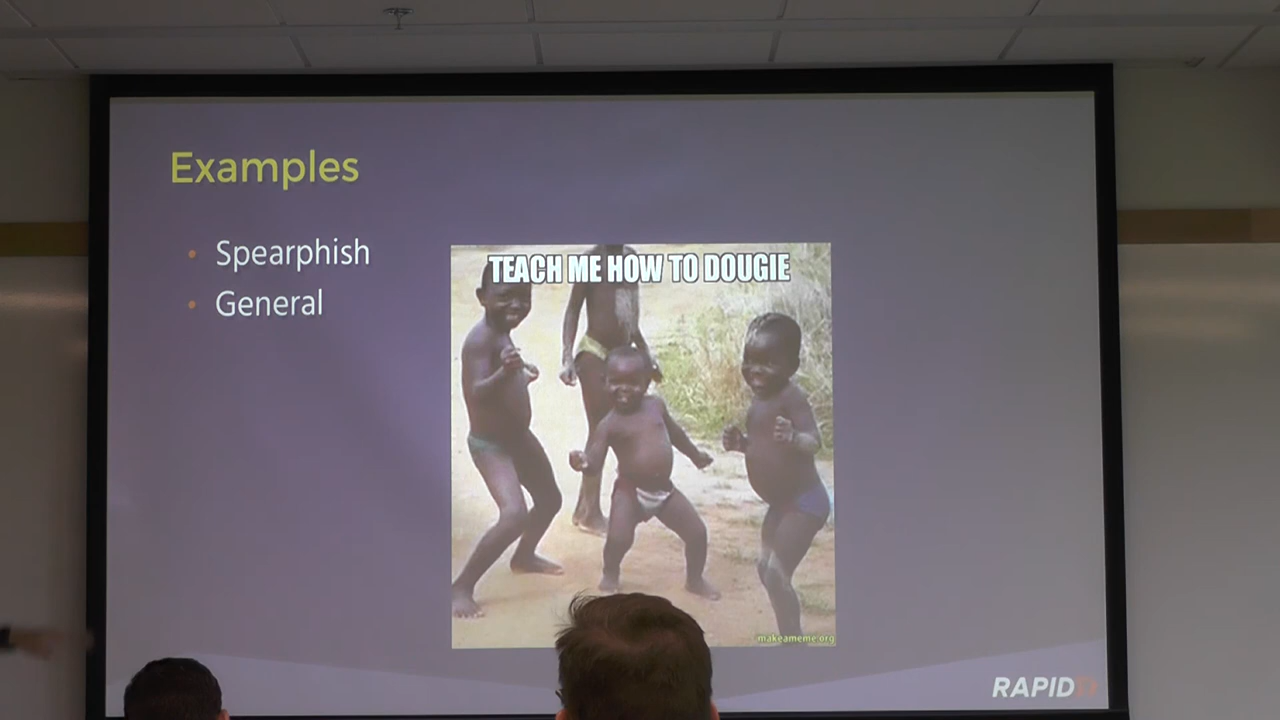 Examples
• Spearphish
• General
TEACH ME HOW TO DOUGIE
makeameme.org
RAPID7